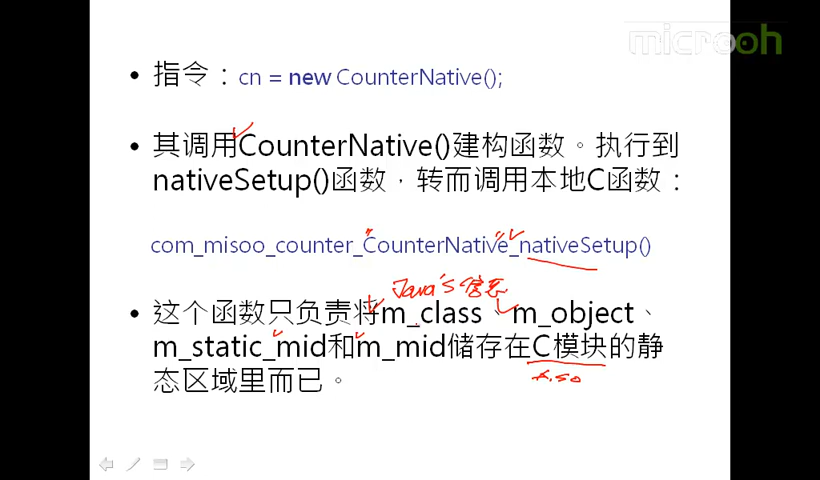 microoh
• 指令：cn = new CounterNative();
• 其调用CounterNative()建构函数。执行到
nativeSetup()函数，转而调用本地C函数：
com_misoo_counter_CounterNative_nativeSetup()
Java's 信息
• 这个函数只负责将m_class、m_object、
m_static_mid和m_mid储存在C模块的静
态区域里而已。
*.so